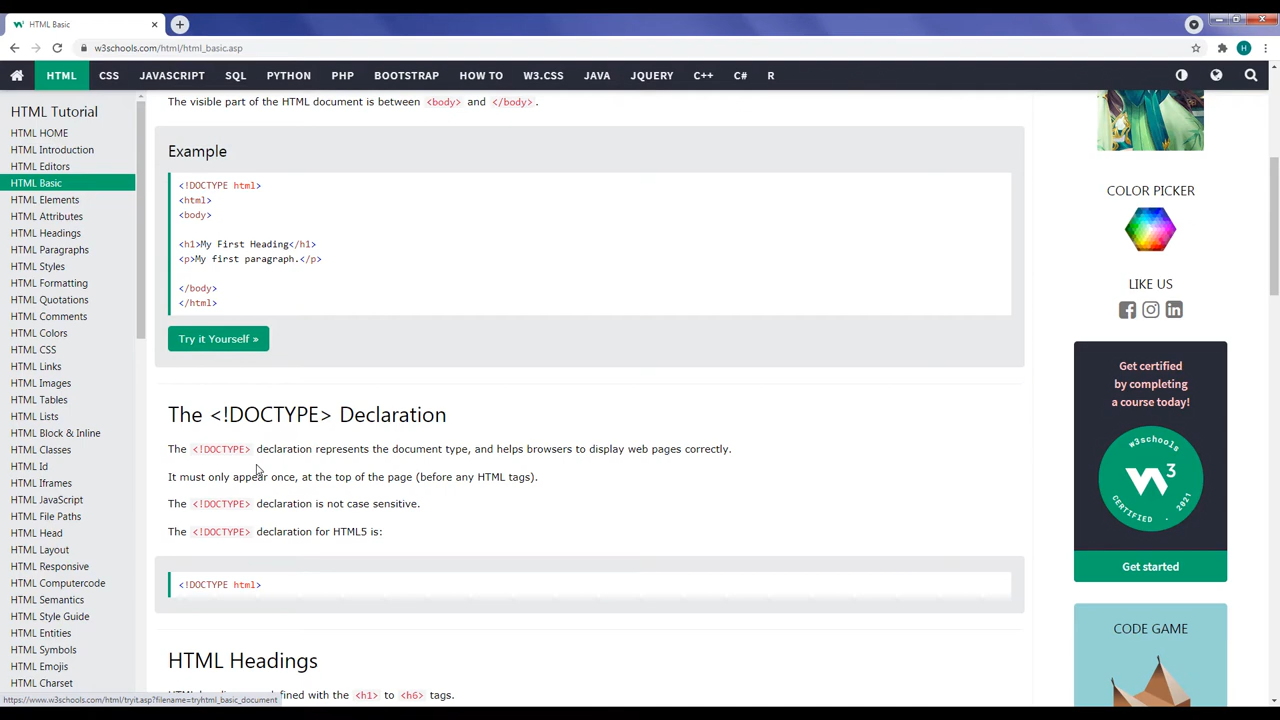 HTML Basic
w3schools.com/html/html_basic.asp
H
HTML CSS JAVASCRIPT SQL PYTHON PHP BOOTSTRAP HOW TO W3.CSS JAVA JQUERY C++ C# R
HTML Tutorial
HTML HOME
HTML Introduction
HTML Editors
HTML Basic
HTML Elements
HTML Attributes
HTML Headings
HTML Paragraphs
HTML Styles
HTML Formatting
HTML Quotations
HTML Comments
HTML Colors
HTML CSS
HTML Links
HTML Images
HTML Tables
HTML Lists
HTML Block & Inline
HTML Classes
HTML Id
HTML Iframes
HTML JavaScript
HTML File Paths
HTML Head
HTML Layout
HTML Responsive
HTML Computercode
HTML Semantics
HTML Style Guide
HTML Entities
HTML Symbols
HTML Emojis
HTML Charset
The visible part of the HTML document is between <body> and </body>.
Example
<!DOCTYPE html>
<html>
<body>
<h1>My First Heading</h1>
<p>My first paragraph.</p>
</body>
</html>
Try it Yourself »
The <!DOCTYPE> Declaration
The <!DOCTYPE> declaration represents the document type, and helps browsers to display web pages correctly.
It must only appear once, at the top of the page (before any HTML tags).
The <!DOCTYPE> declaration is not case sensitive.
The <!DOCTYPE> declaration for HTML5 is:
<!DOCTYPE html>
HTML Headings
fined with the <h1> to <h6> tags.
https://www.w3schools.com/html/tryit.asp?filename=tryhtml_basic_document
COLOR PICKER
LIKE US
Get certified
by completing
a course today!
w3schools
W3
CERTIFIED . 2021
Get started
CODE GAME